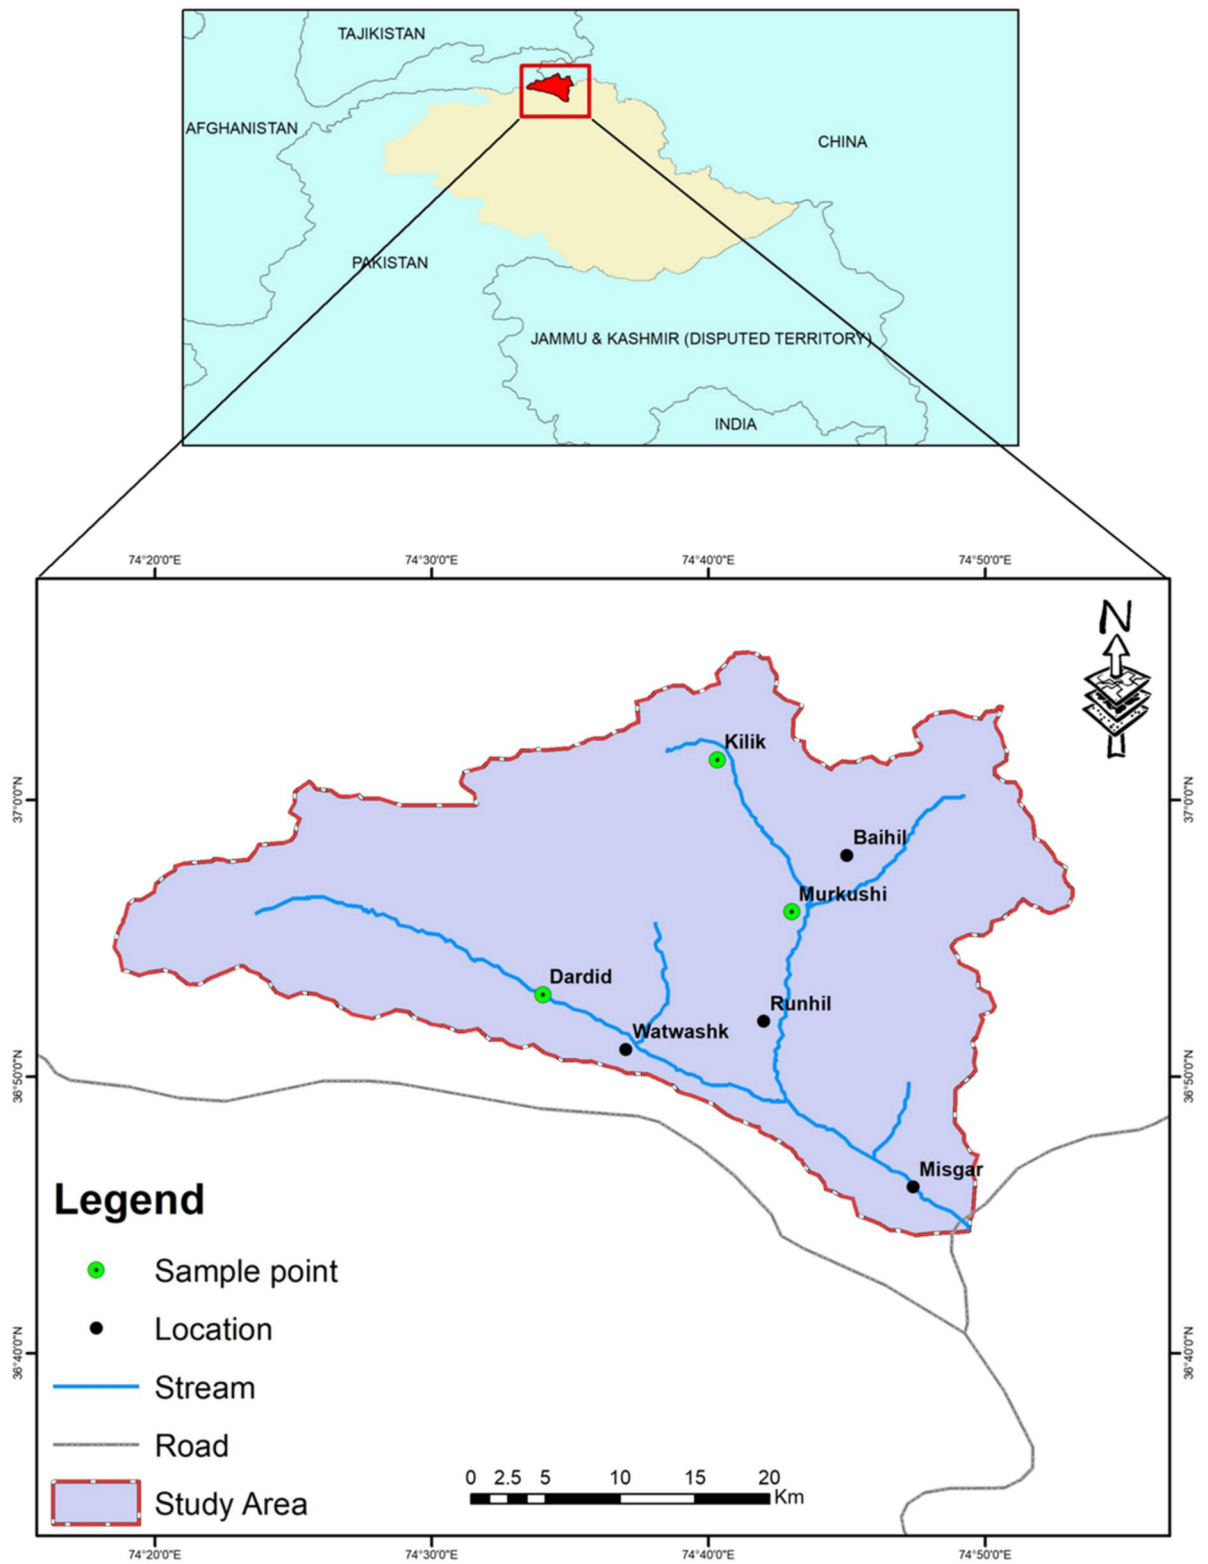 TAJIKISTAN
AFGHANISTAN
CHINA
PAKISTAN
JAMMU & KASHMIR (DISPUTED TERRITORY)
INDIA
74°20'0"E 74°30'0"E 74°40'0"E 74°50'0"E
N
Kilik
37°0'0"N 37°0'0"N
Baihil
Murkushi
Dardid
Runhil
Watwashk
36°50'0"N 36°50'0"N
Misgar
Legend
Sample point
Location
36°40'0"N 36°40'0"N
Stream
Road
Study Area
0 2.5 5 10 15 20
Km
74°20'0"E 74°30'0"E 74°40'0"E 74°50'0"E